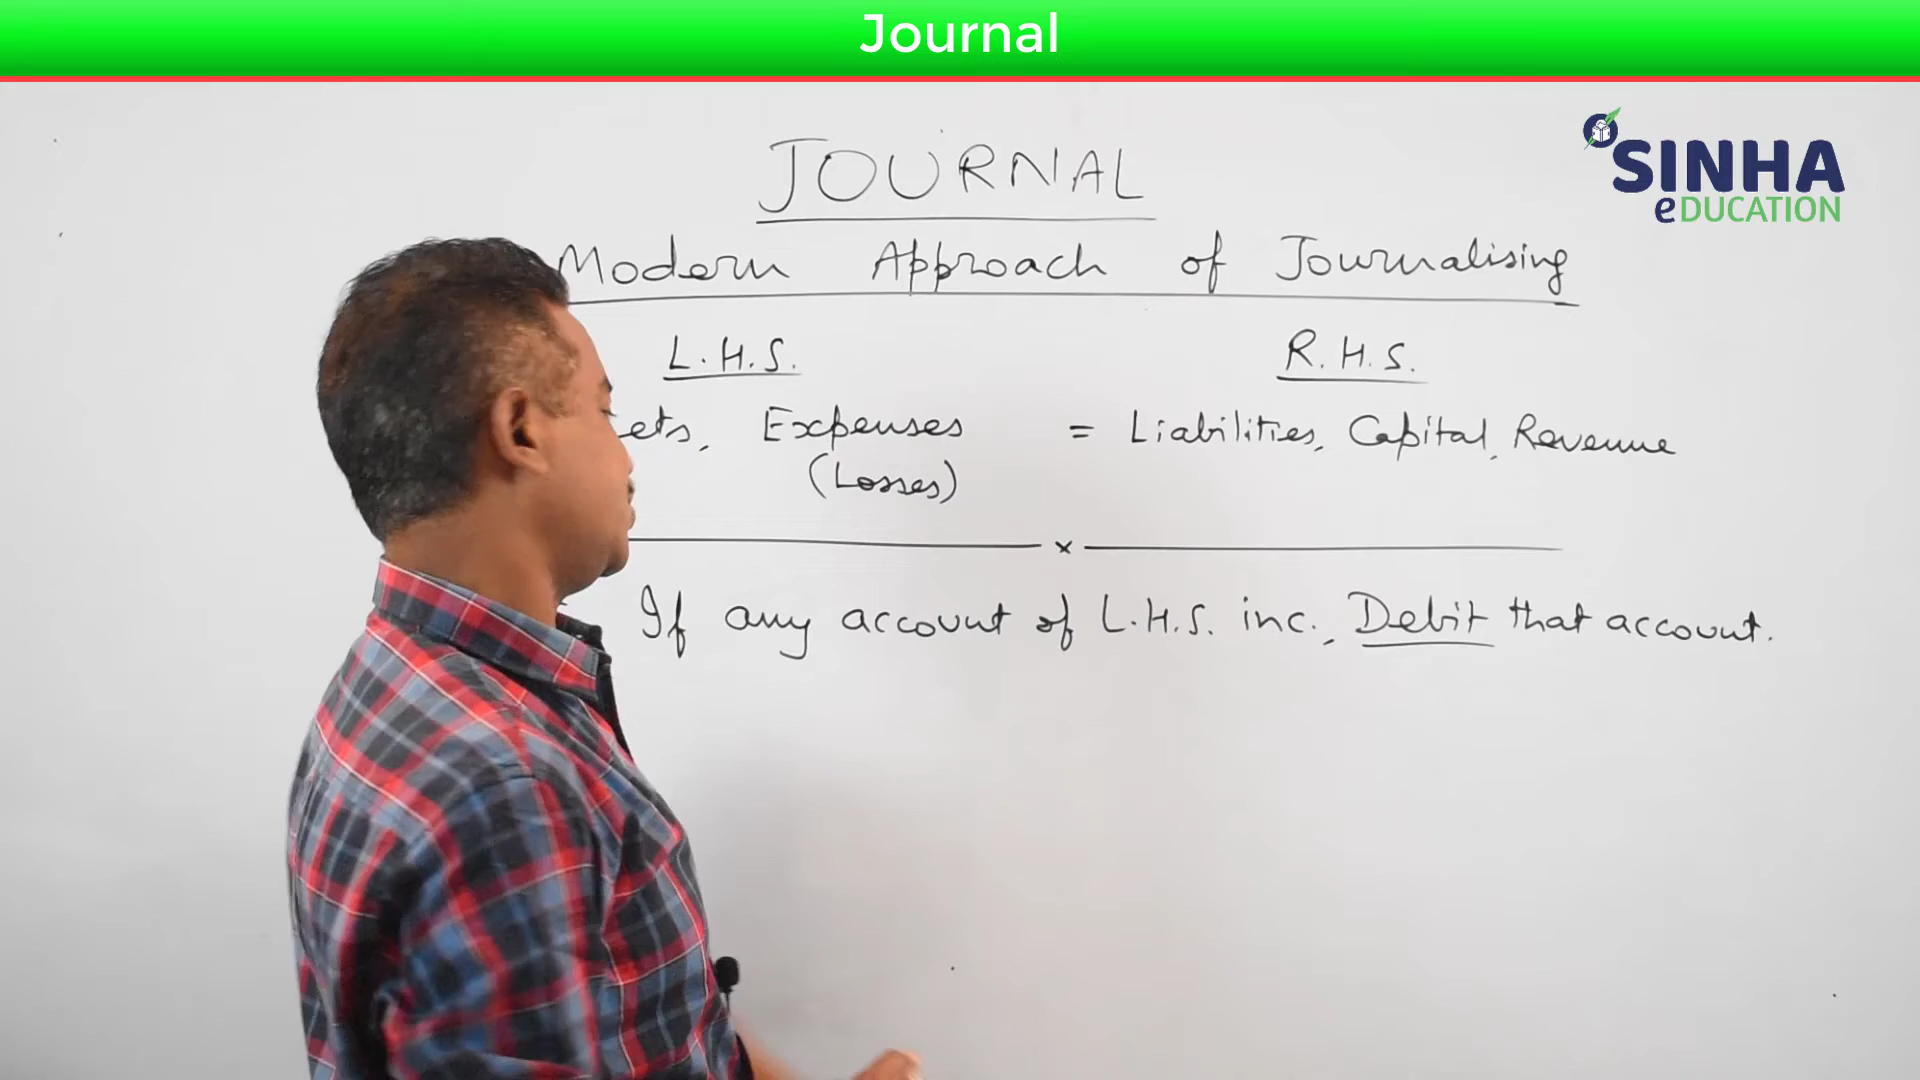 Journal
SINHA
eDUCATION
JOURNAL
Modern Approach of Journalising
L.H.S. R.H.S.
ets, Expenses = Liabilities, Capital, Revenue
(Losses)
x
If any account of L.H.S. inc., Debit that account.